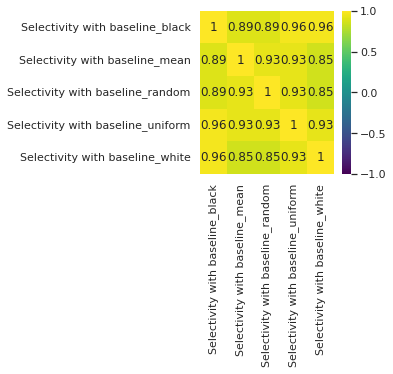 Selectivity with baseline_black 1 0.89 0.89 0.96 0.96
Selectivity with baseline_mean 0.89 1 0.93 0.93 0.85
Selectivity with baseline_random 0.89 0.93 1 0.93 0.85
Selectivity with baseline_uniform 0.96 0.93 0.93 1 0.93
Selectivity with baseline_white 0.96 0.85 0.85 0.93 1
Selectivity with baseline_black
Selectivity with baseline_mean
Selectivity with baseline_random
Selectivity with baseline_uniform
Selectivity with baseline_white
1.0
0.5
0.0
−0.5
−1.0